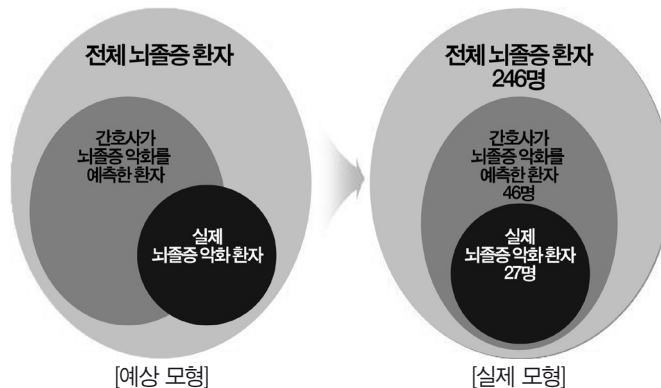 전체 뇌졸증 환자
간호사가
뇌졸증 악화를
예측한 환자
실제
뇌졸증 악화 환자
[예상 모형]
전체 뇌졸증 환자
246명
간호사가
뇌졸증 악화를
예측한 환자
46명
실제
뇌졸증 악화 환자
27명
[실제 모형]